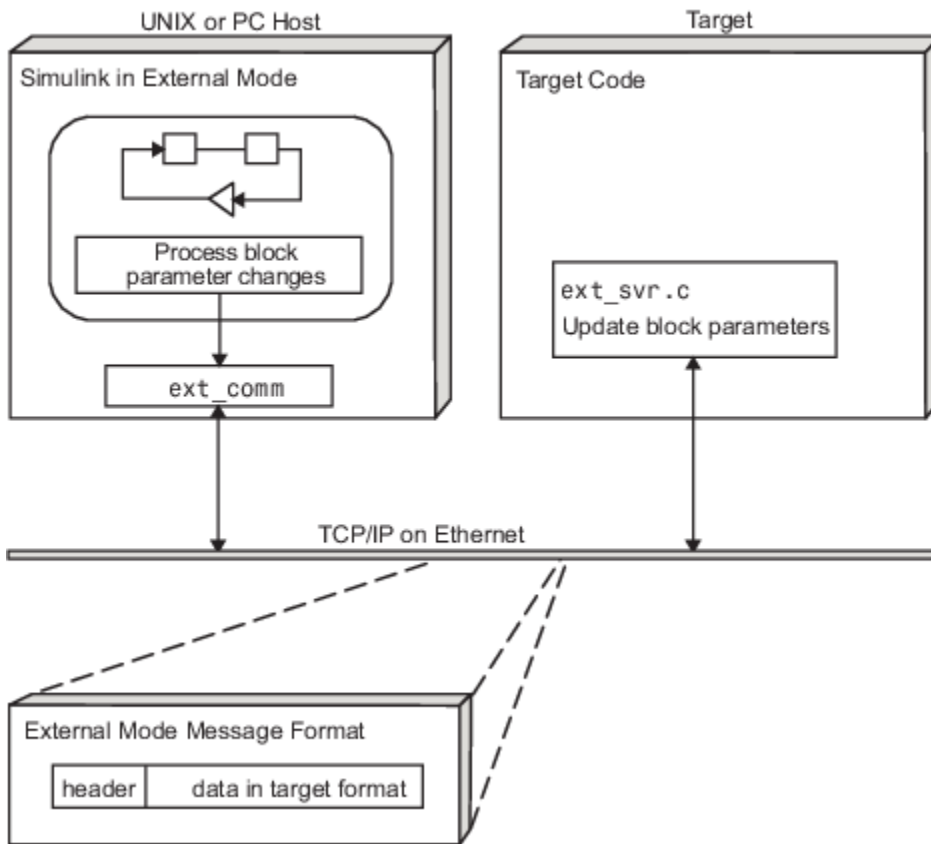 UNIX or PC Host
Target
Simulink in External Mode
Target Code
Process block
parameter changes
ext_svr.c
Update block parameters
ext_comm
TCP/IP on Ethernet
External Mode Message Format
header
data in target format